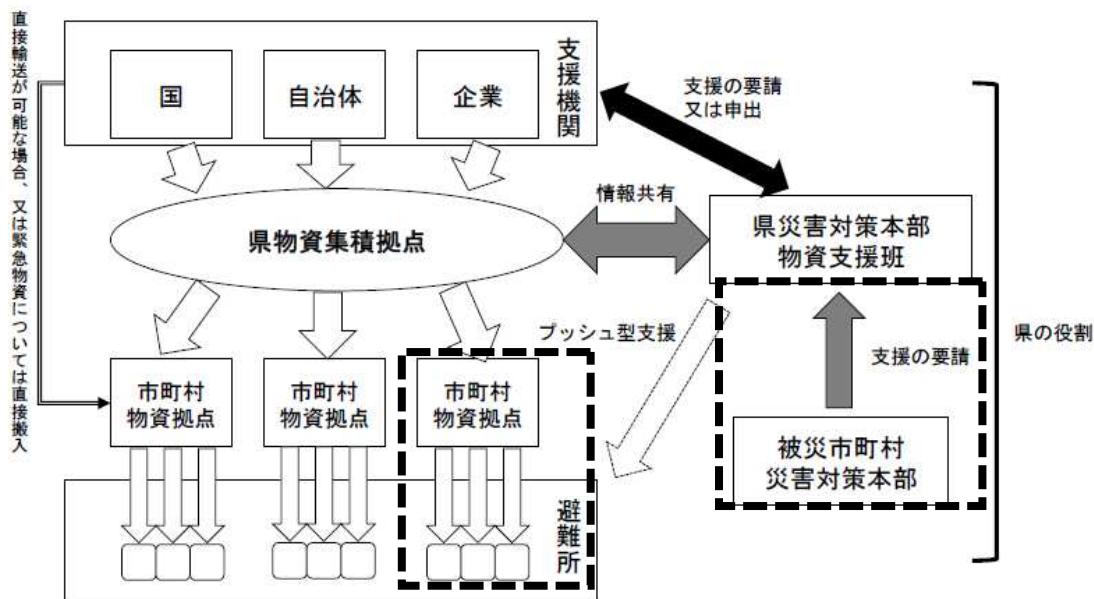 直接輸送が可能な場合、又は緊急物資については直接搬入
支援機関
国
自治体
企業
支援の要請
又は申出
情報共有
県物資集積拠点
県災害対策本部
物資支援班
プッシュ型支援
支援の要請
県の役割
市町村
物資拠点
市町村
物資拠点
市町村
物資拠点
被災市町村
災害対策本部
避難所